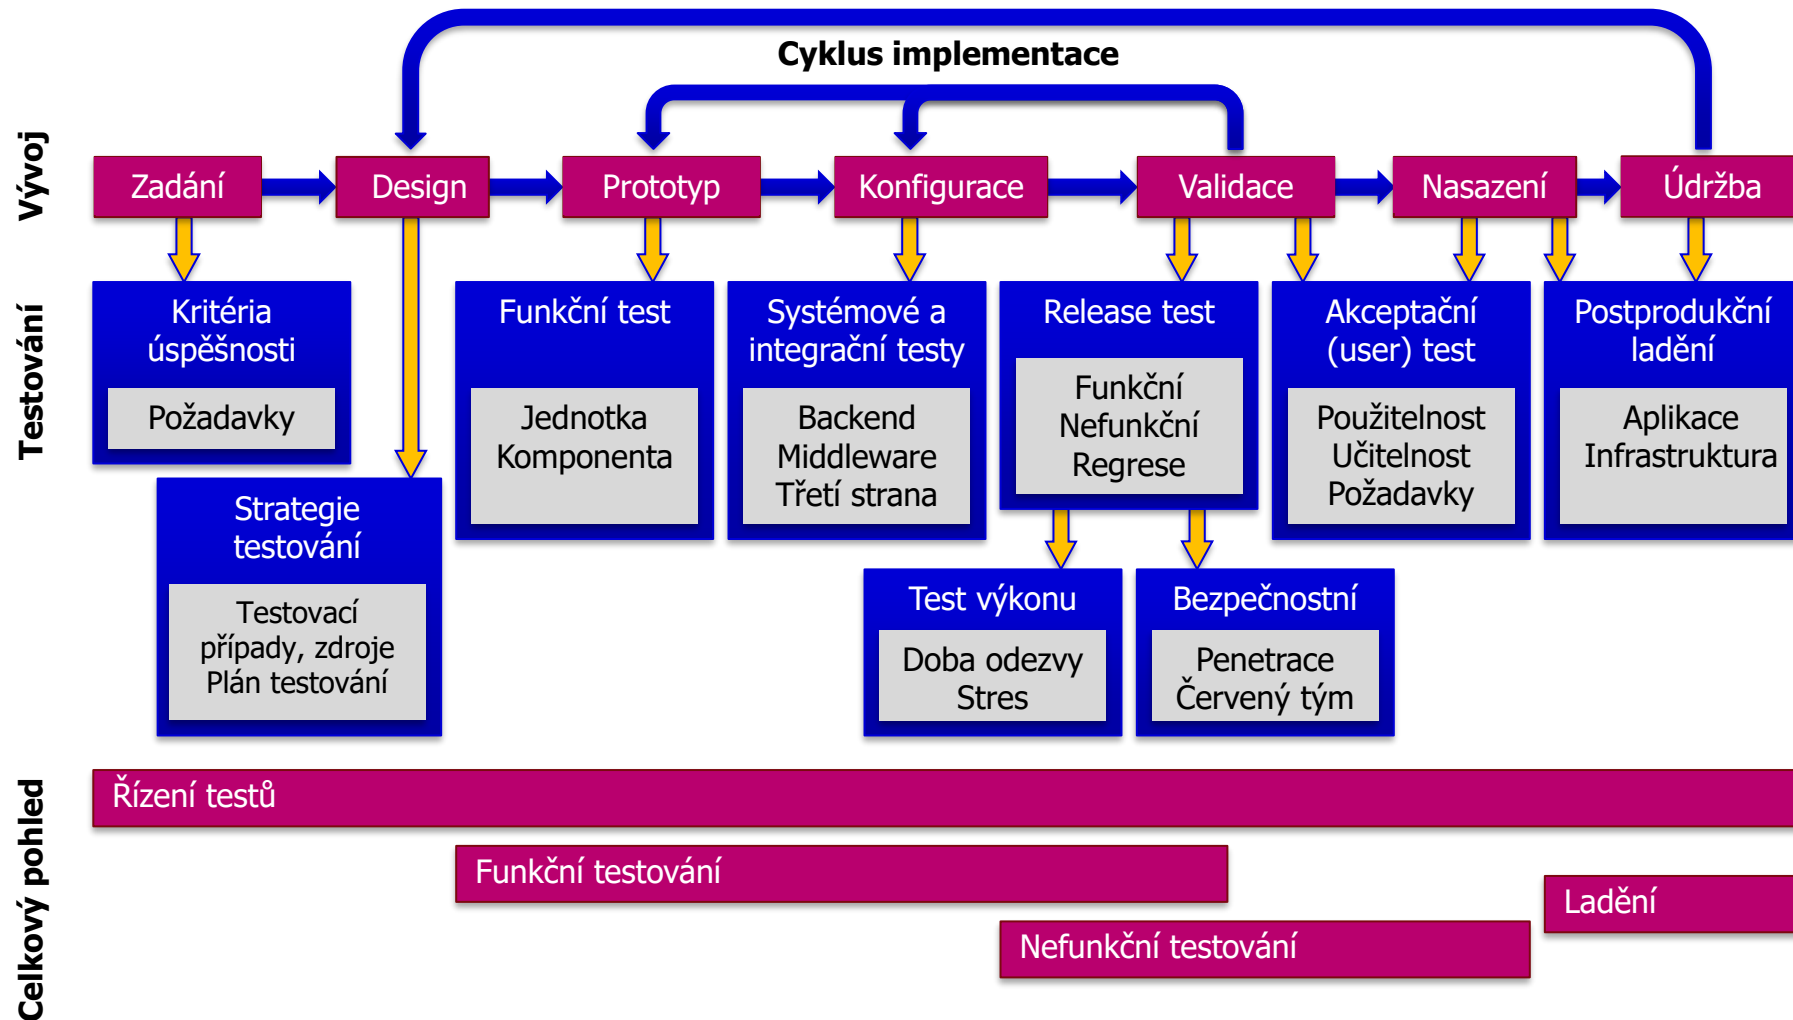 Cyklus implementace
Vývoj
Zadání
Design
Prototyp
Konfigurace
Validace
Nasazení
Údržba
Testování
Kritéria
úspěšnosti
Požadavky
Strategie
testování
Testovací
případy, zdroje
Plán testování
Funkční test
Jednotka
Komponenta
Systémové a
integrační testy
Backend
Middleware
Třetí strana
Release test
Funkční
Nefunkční
Regrese
Test výkonu
Doba odezvy
Stres
Bezpečnostní
Penetrace
Červený tým
Akceptační
(user) test
Použitelnost
Učitelnost
Požadavky
Postprodukční
ladění
Aplikace
Infrastruktura
Celkový pohled
Řízení testů
Funkční testování
Ladění
Nefunkční testování